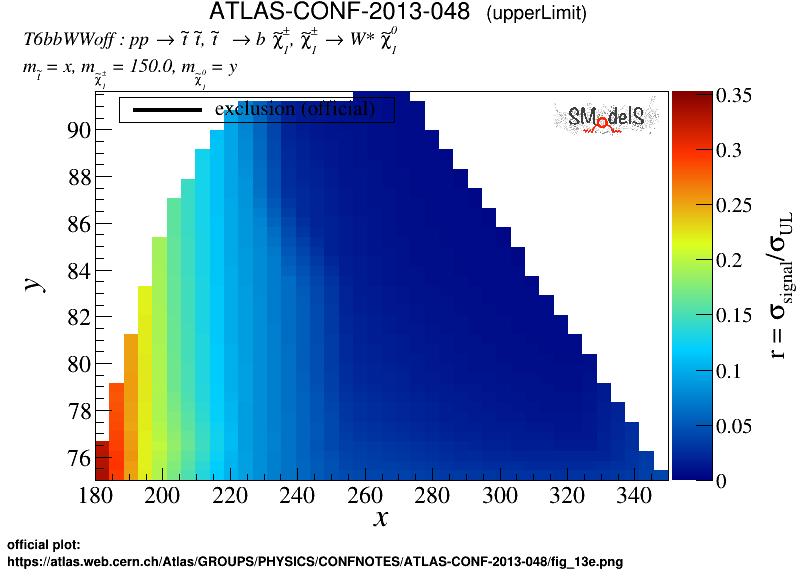 ATLAS-CONF-2013-048 (upperLimit)
T6bbWWoff : pp → t̃ t̃, t̃ → b χ̃₁±, χ̃₁± → W* χ̃₁⁰
m_t̃ = x, m_χ̃₁± = 150.0, m_χ̃₁⁰ = y
exclusion (official)
SModelS
90
88
86
84
82
80
78
76
y
180 200 220 240 260 280 300 320 340
x
0.35
0.3
0.25
0.2
0.15
0.1
0.05
0
r = σ_signal/σ_UL
official plot:
https://atlas.web.cern.ch/Atlas/GROUPS/PHYSICS/CONFNOTES/ATLAS-CONF-2013-048/fig_13e.png